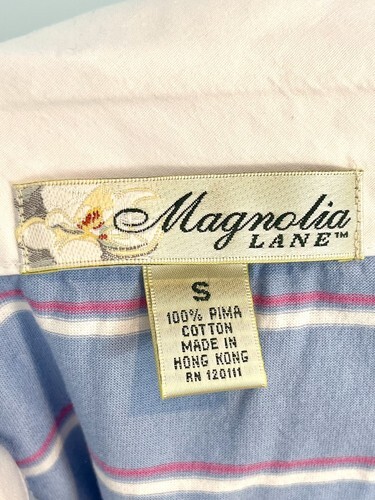 Magnolia
LANE™
S
100% PIMA
COTTON
MADE IN
HONG KONG
RN 120111